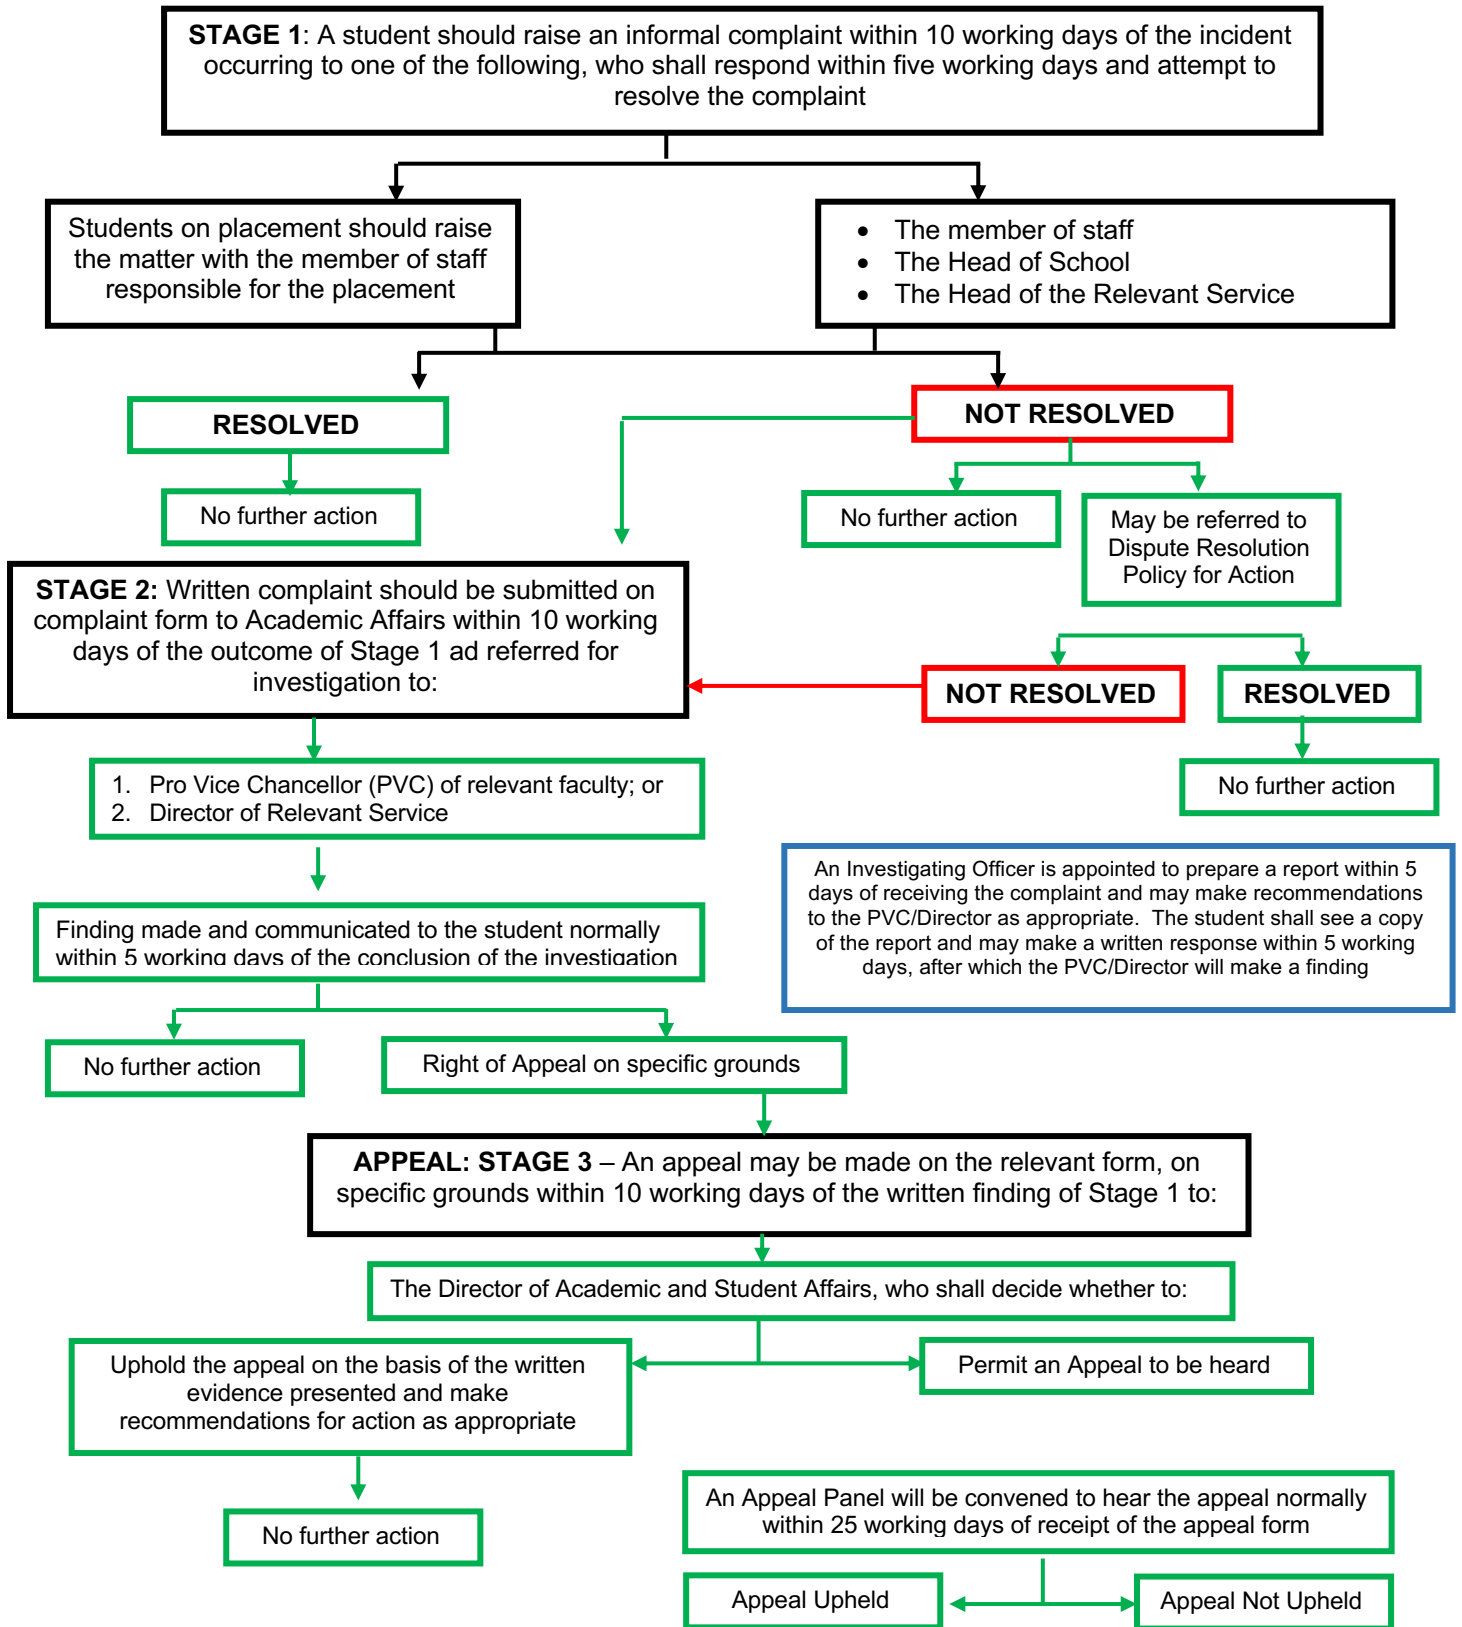 STAGE 1: A student should raise an informal complaint within 10 working days of the incident
occurring to one of the following, who shall respond within five working days and attempt to
resolve the complaint
Students on placement should raise
the matter with the member of staff
responsible for the placement
• The member of staff
• The Head of School
• The Head of the Relevant Service
RESOLVED
NOT RESOLVED
No further action
No further action
May be referred to
Dispute Resolution
Policy for Action
STAGE 2: Written complaint should be submitted on
complaint form to Academic Affairs within 10 working
days of the outcome of Stage 1 ad referred for
investigation to:
NOT RESOLVED
RESOLVED
No further action
1. Pro Vice Chancellor (PVC) of relevant faculty; or
2. Director of Relevant Service
An Investigating Officer is appointed to prepare a report within 5
days of receiving the complaint and may make recommendations
to the PVC/Director as appropriate. The student shall see a copy
of the report and may make a written response within 5 working
days, after which the PVC/Director will make a finding
Finding made and communicated to the student normally
within 5 working days of the conclusion of the investigation
No further action
Right of Appeal on specific grounds
APPEAL: STAGE 3 – An appeal may be made on the relevant form, on
specific grounds within 10 working days of the written finding of Stage 1 to:
The Director of Academic and Student Affairs, who shall decide whether to:
Uphold the appeal on the basis of the written
evidence presented and make
recommendations for action as appropriate
Permit an Appeal to be heard
No further action
An Appeal Panel will be convened to hear the appeal normally
within 25 working days of receipt of the appeal form
Appeal Upheld
Appeal Not Upheld